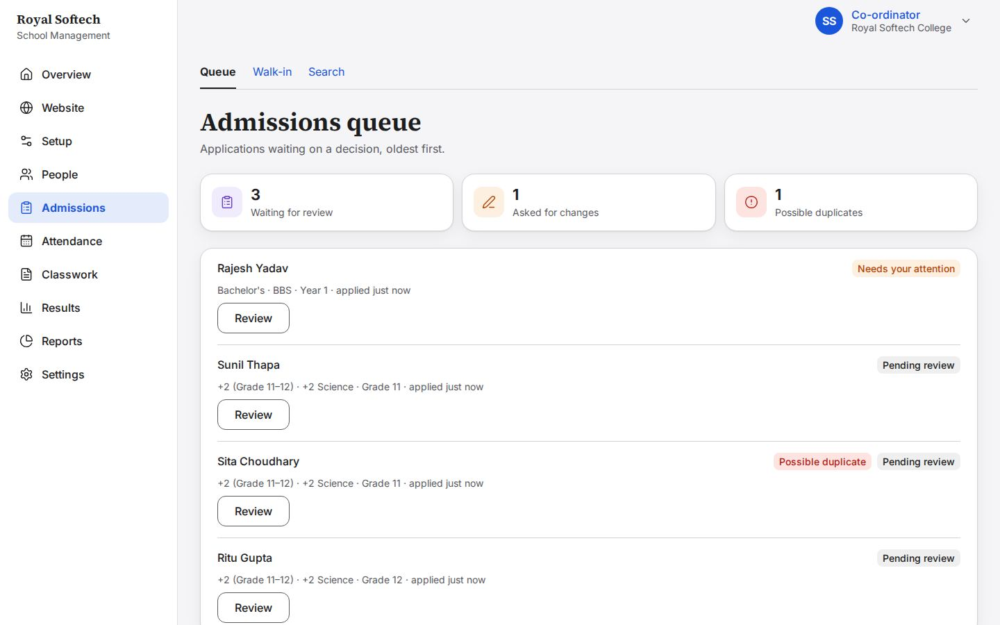 Royal Softech
School Management
Overview
Website
Setup
People
Admissions
Attendance
Classwork
Results
Reports
Settings
SS
Co-ordinator
Royal Softech College
Queue Walk-in Search
Admissions queue
Applications waiting on a decision, oldest first.
3
Waiting for review
1
Asked for changes
1
Possible duplicates
Rajesh Yadav
Needs your attention
Bachelor's · BBS · Year 1 · applied just now
Review
Sunil Thapa
Pending review
+2 (Grade 11–12) · +2 Science · Grade 11 · applied just now
Review
Sita Choudhary
Possible duplicate Pending review
+2 (Grade 11–12) · +2 Science · Grade 11 · applied just now
Review
Ritu Gupta
Pending review
+2 (Grade 11–12) · +2 Science · Grade 12 · applied just now
Review